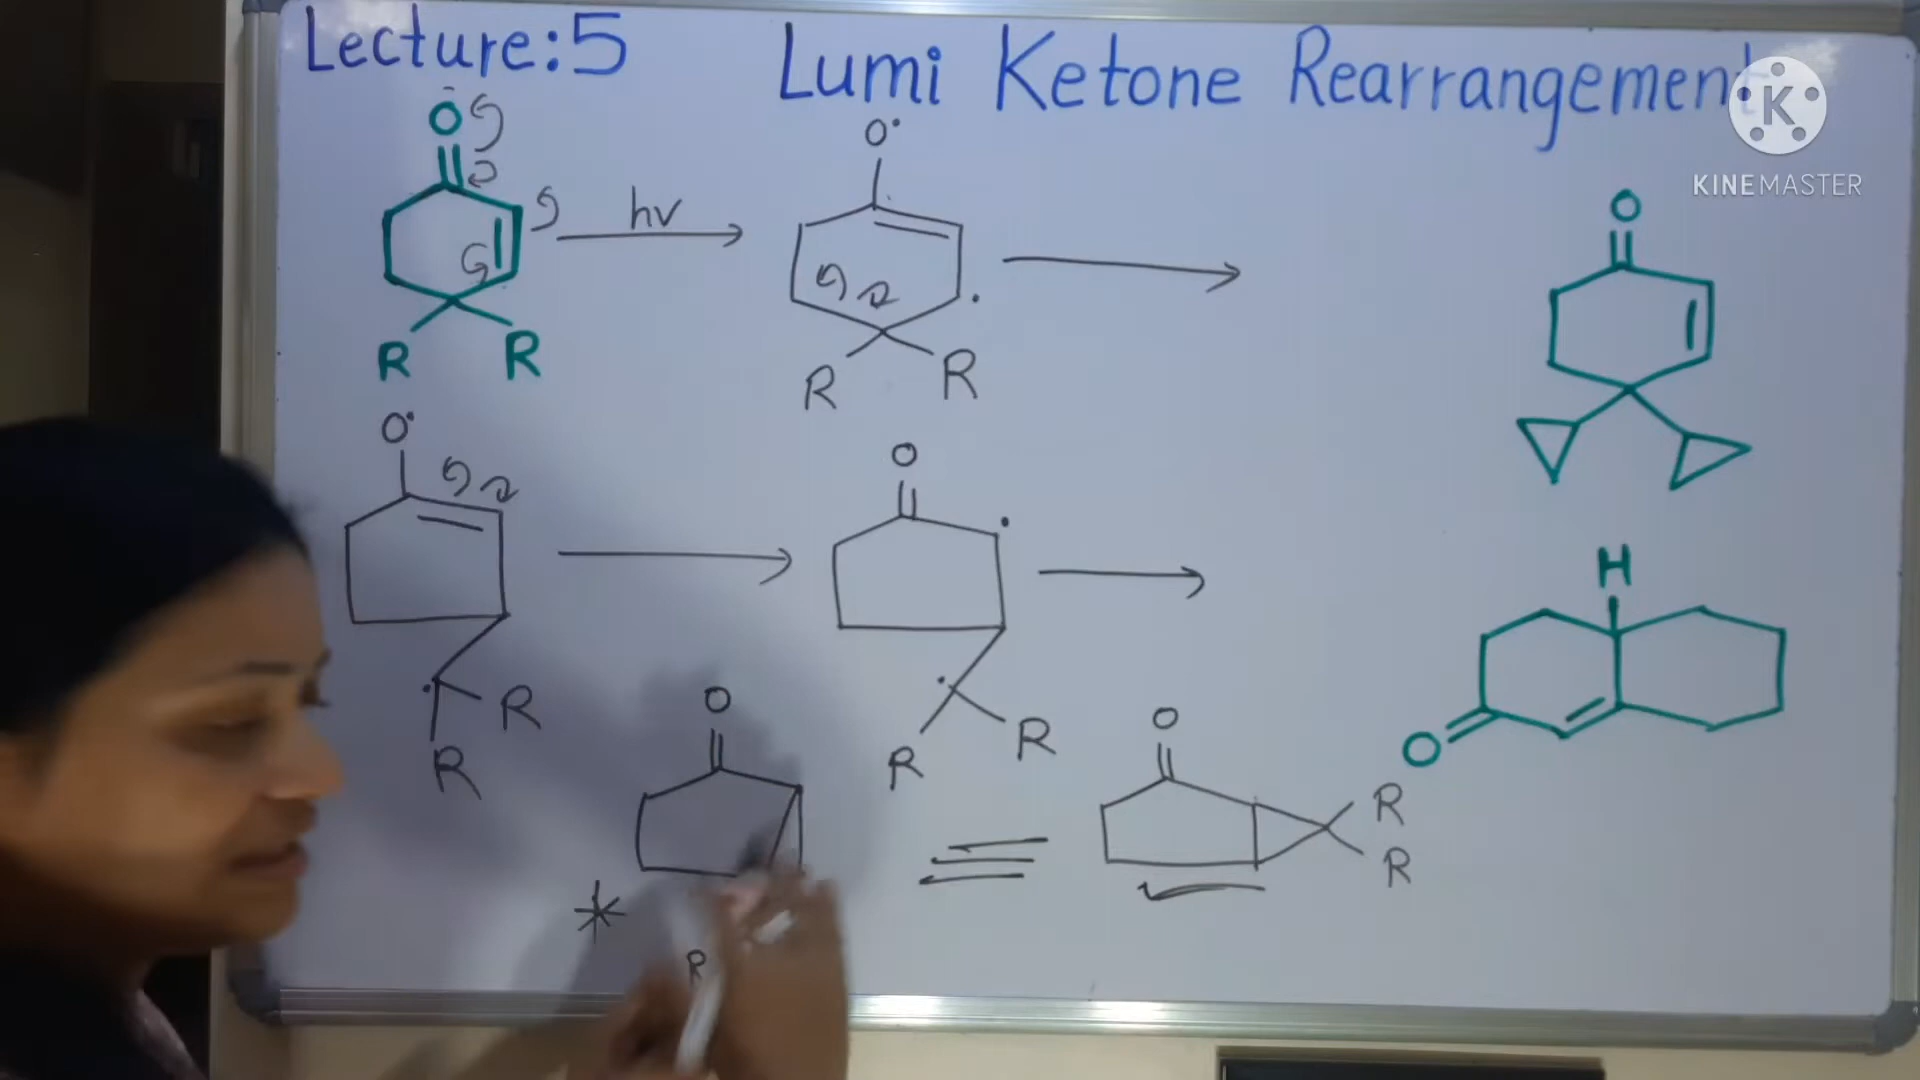 Lecture:5 Lumi Ketone Rearrangement
K
KINEMASTER
O O• O
hν
R R R R
O• O H
R R R R O
O O R R
* R